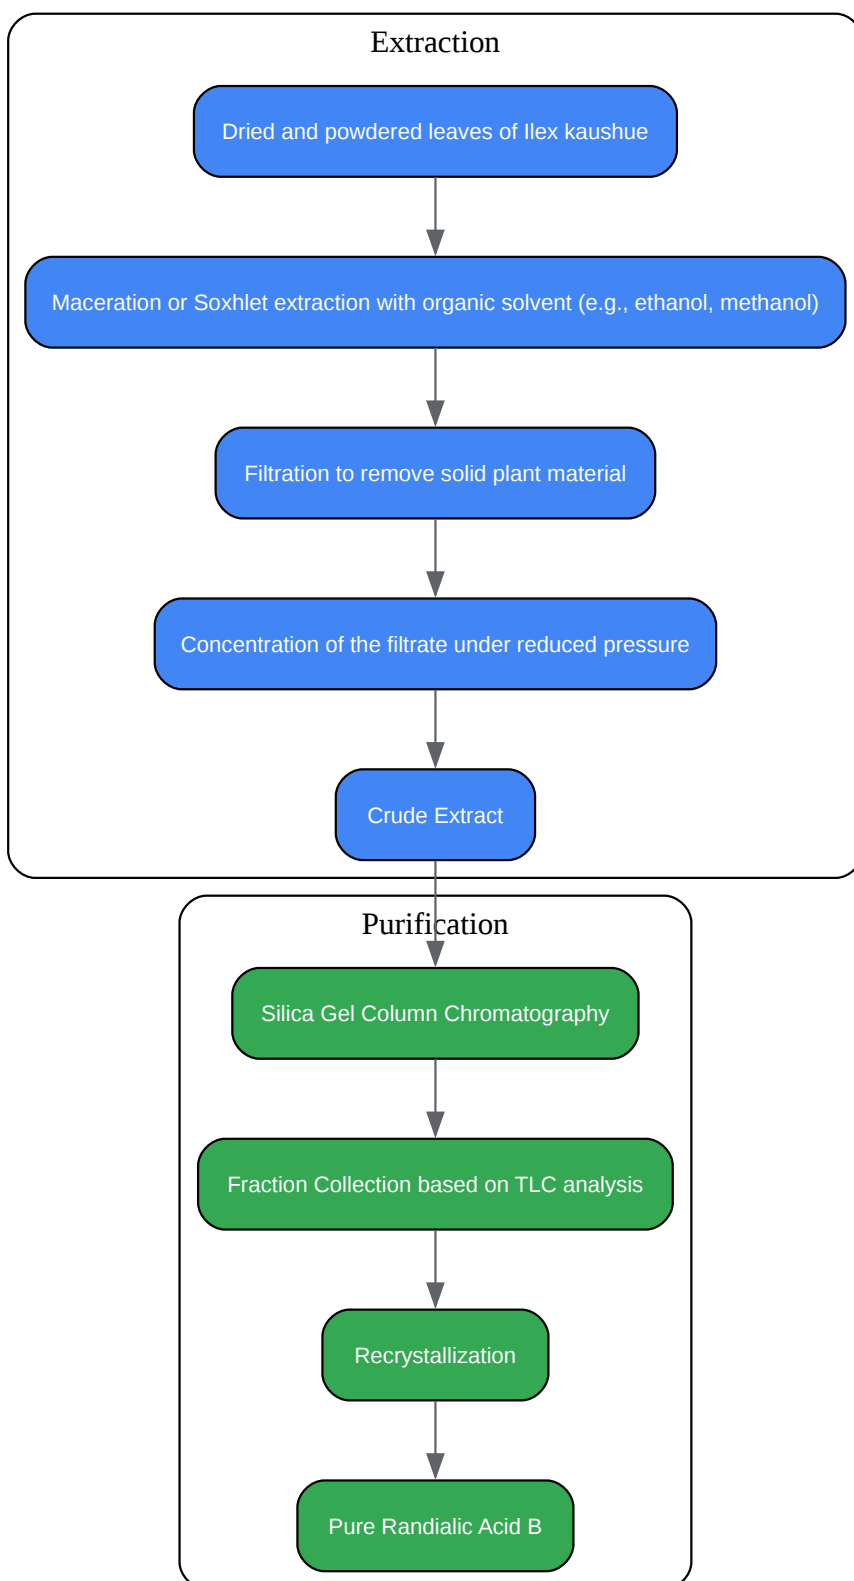 Extraction
Dried and powdered leaves of Ilex kaushue
Maceration or Soxhlet extraction with organic solvent (e.g., ethanol, methanol)
Filtration to remove solid plant material
Concentration of the filtrate under reduced pressure
Crude Extract
Purification
Silica Gel Column Chromatography
Fraction Collection based on TLC analysis
Recrystallization
Pure Randialic Acid B